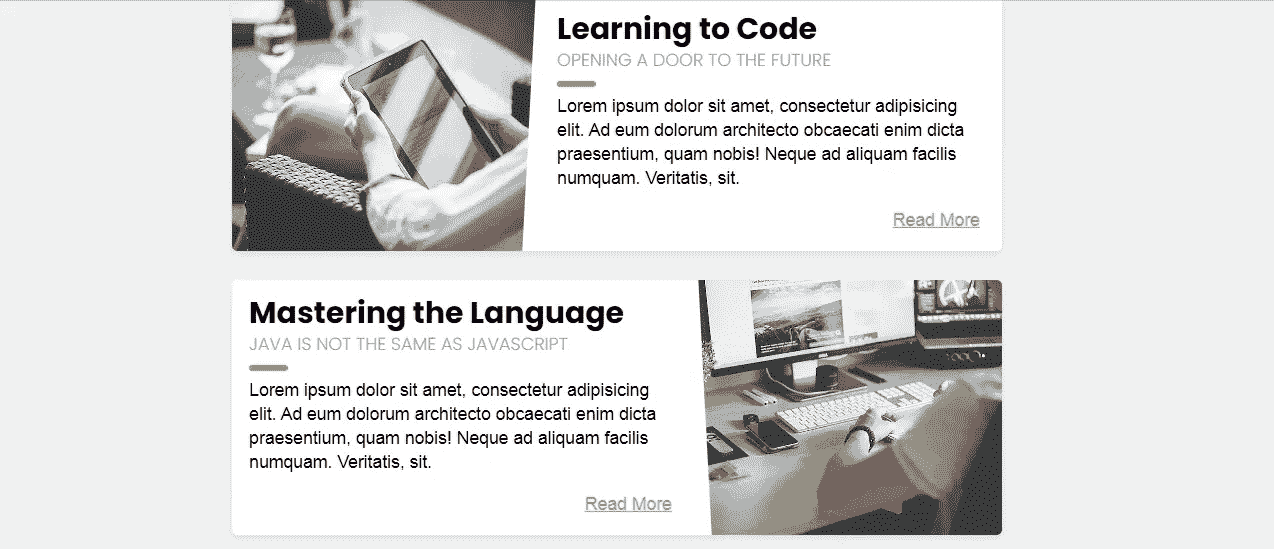 Learning to Code
OPENING A DOOR TO THE FUTURE
Lorem ipsum dolor sit amet, consectetur adipisicing
elit. Ad eum dolorum architecto obcaecati enim dicta
praesentium, quam nobis! Neque ad aliquam facilis
numquam. Veritatis, sit.
Read More
Mastering the Language
JAVA IS NOT THE SAME AS JAVASCRIPT
Lorem ipsum dolor sit amet, consectetur adipisicing
elit. Ad eum dolorum architecto obcaecati enim dicta
praesentium, quam nobis! Neque ad aliquam facilis
numquam. Veritatis, sit.
Read More